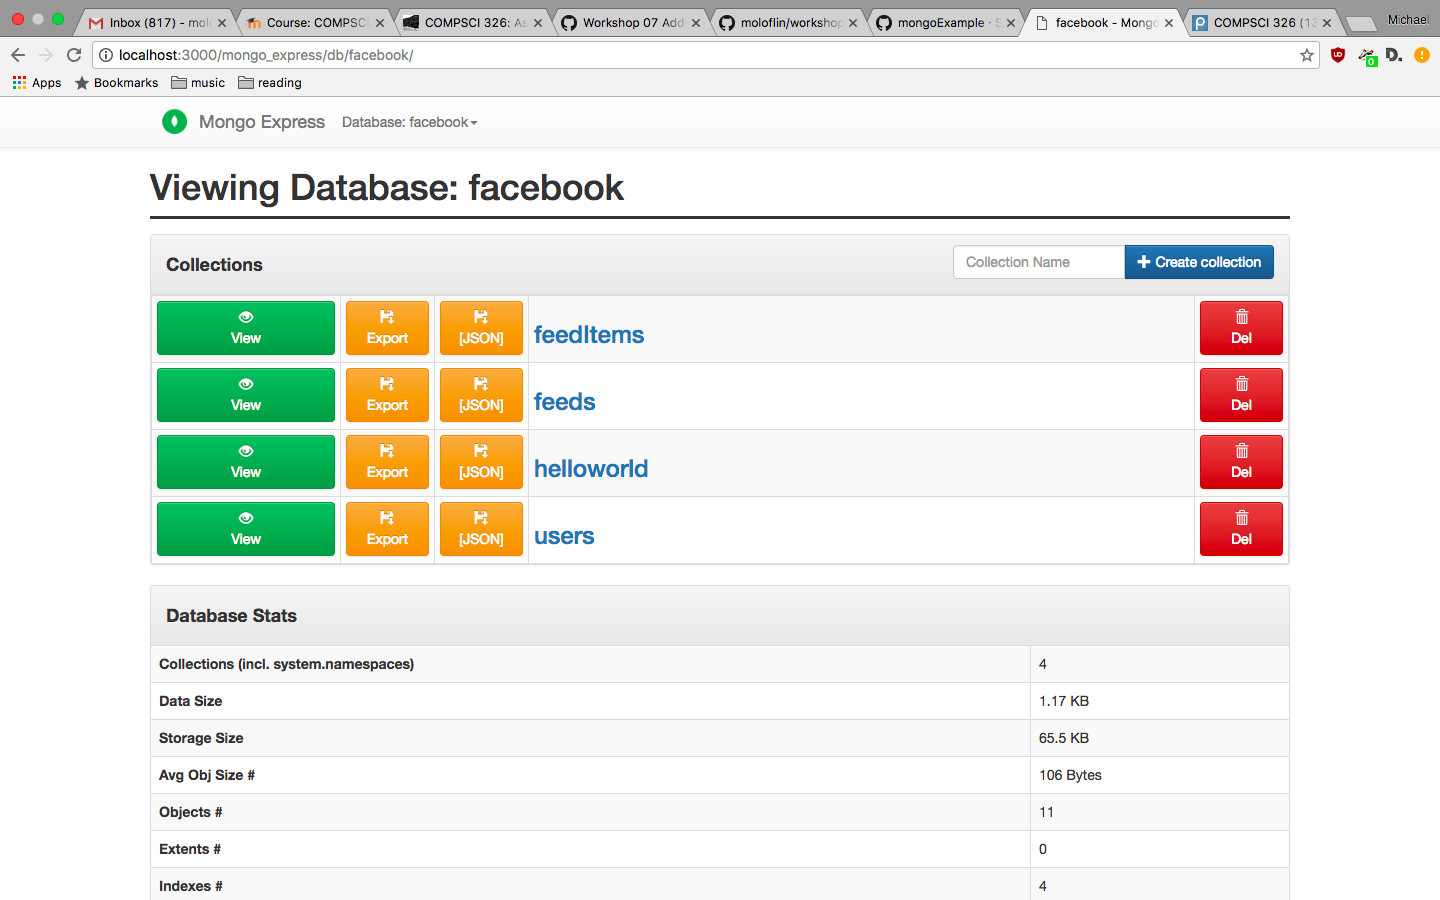 Inbox (817) - molo
Course: COMPSCI
COMPSCI 326: As
Workshop 07 Addi
moloflin/workshop
mongoExample · S
facebook - Mongo
COMPSCI 326 (13
Michael
localhost:3000/mongo_express/db/facebook/
Apps Bookmarks music reading
Mongo Express Database: facebook
Viewing Database: facebook
Collections Collection Name Create collection
View Export [JSON] feedItems Del
View Export [JSON] feeds Del
View Export [JSON] helloworld Del
View Export [JSON] users Del
Database Stats
Collections (incl. system.namespaces) 4
Data Size 1.17 KB
Storage Size 65.5 KB
Avg Obj Size # 106 Bytes
Objects # 11
Extents # 0
Indexes # 4